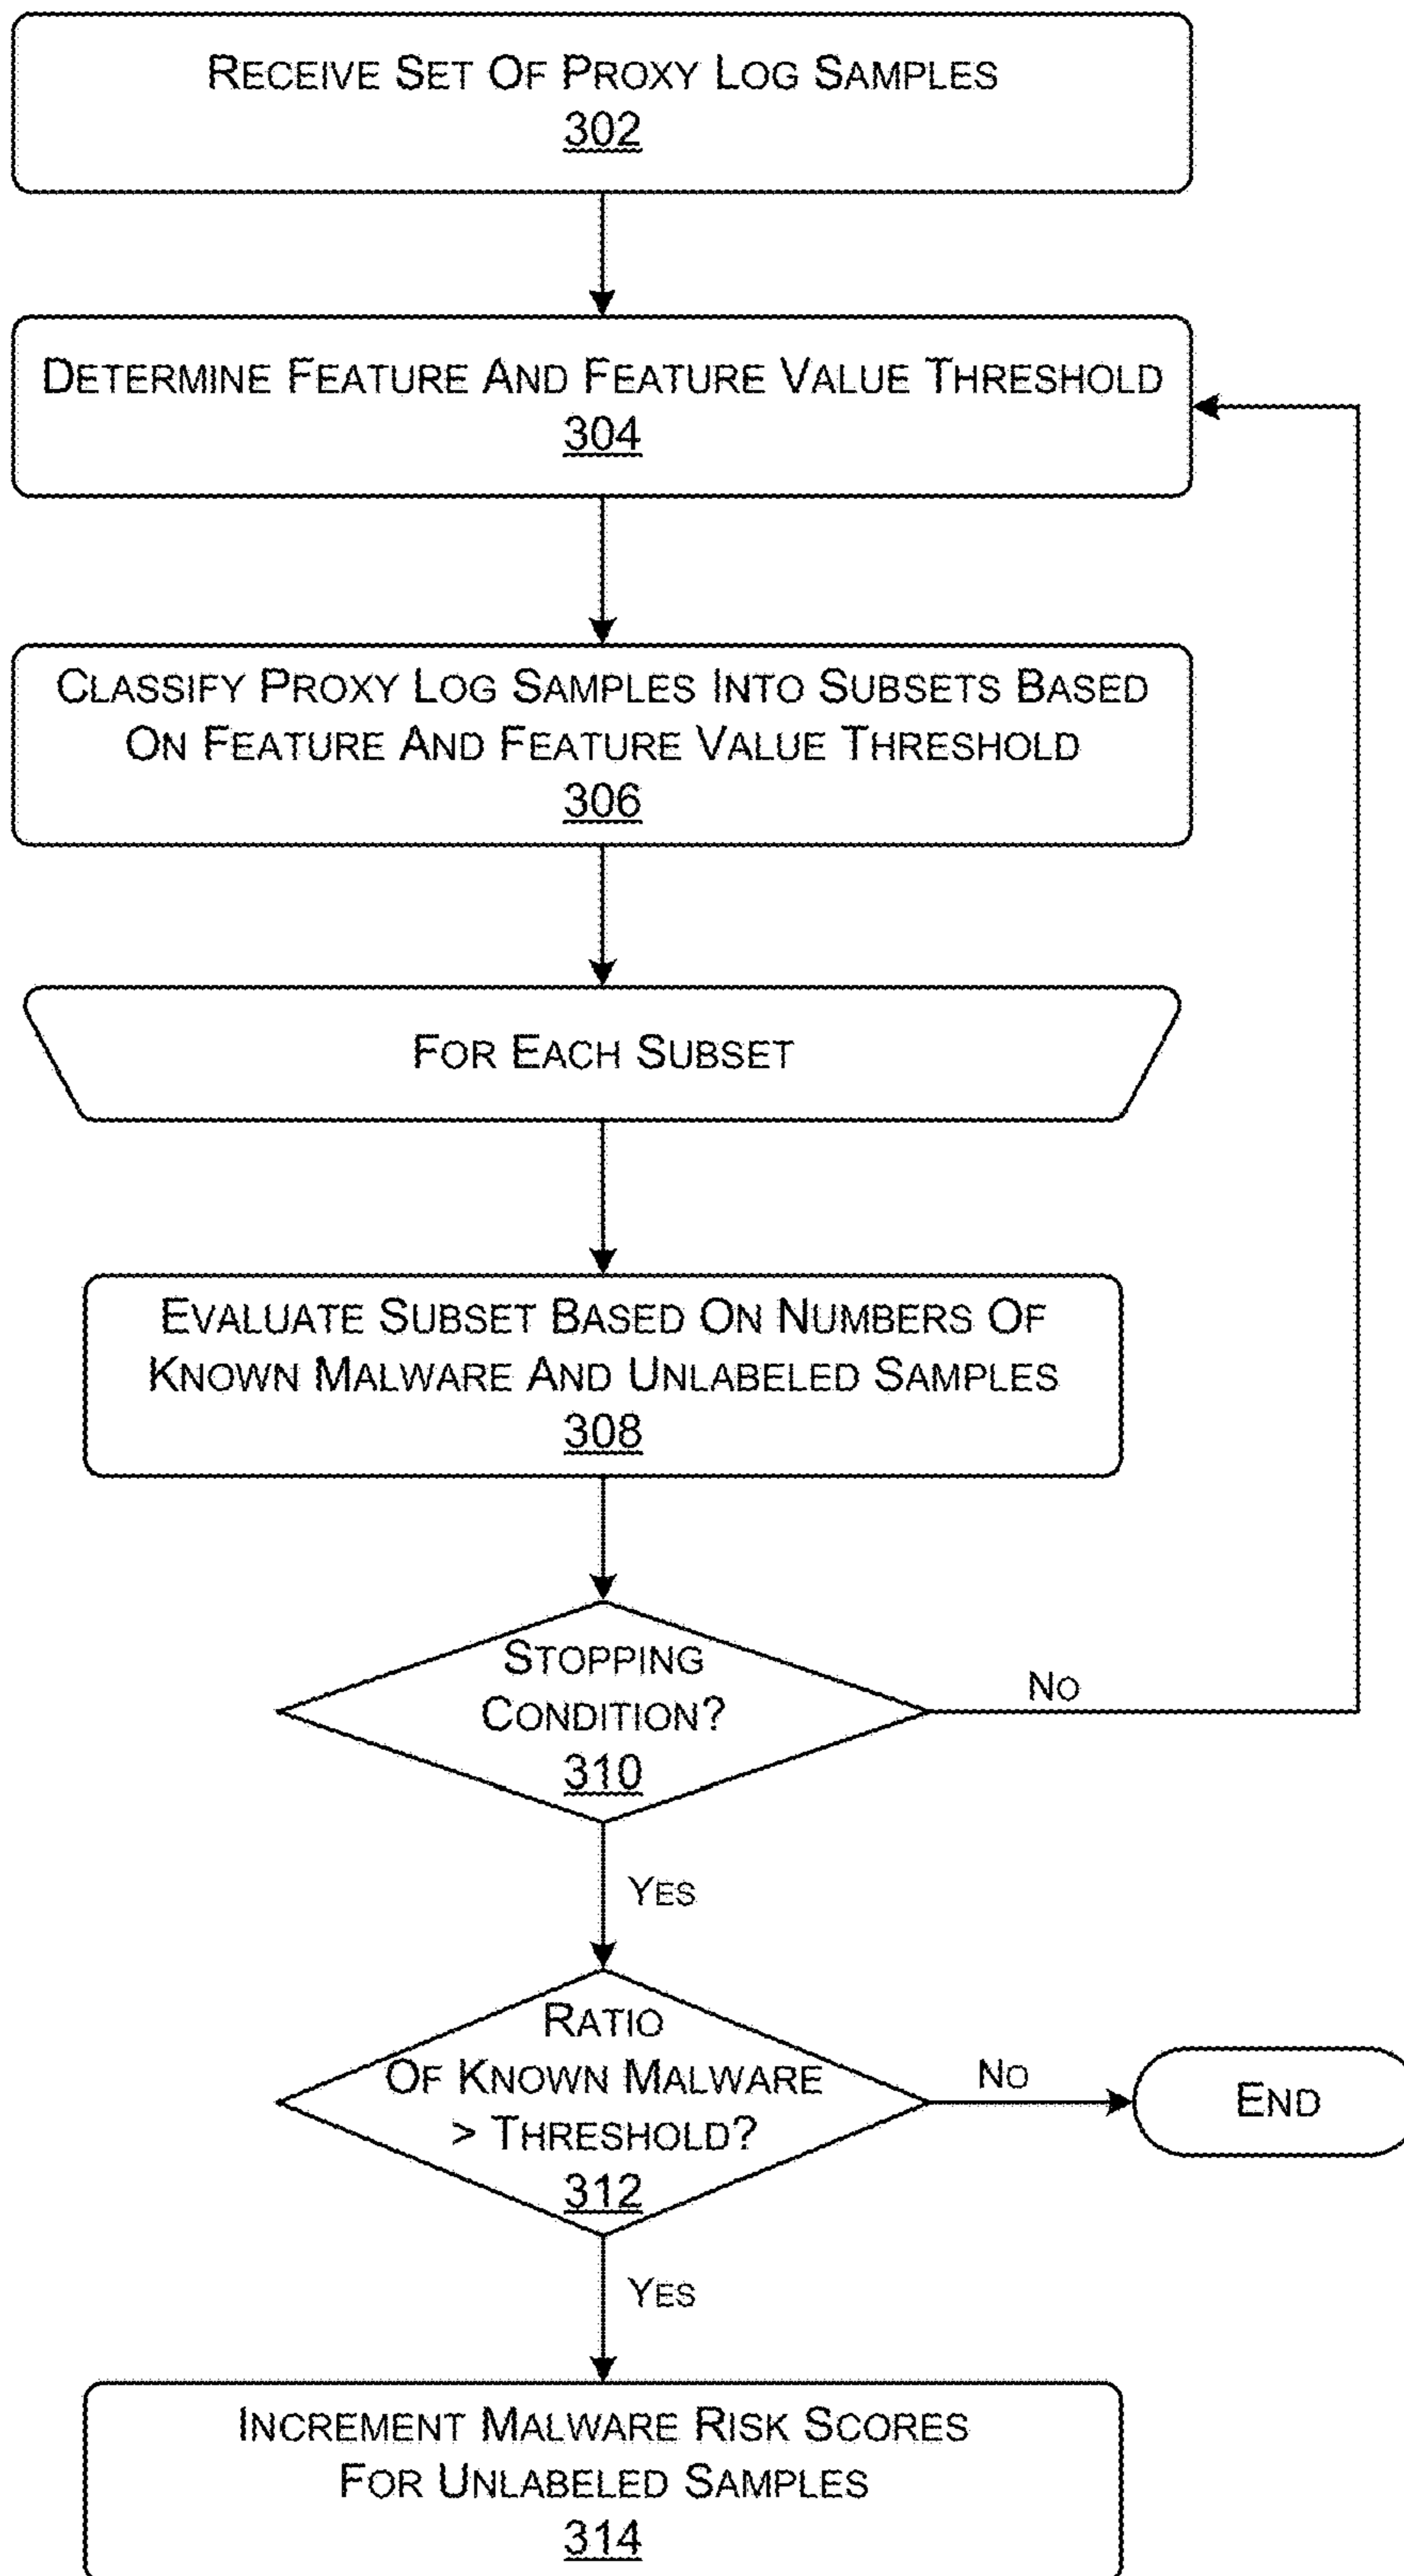 RECEIVE SET OF PROXY LOG SAMPLES
302
DETERMINE FEATURE AND FEATURE VALUE THRESHOLD
304
CLASSIFY PROXY LOG SAMPLES INTO SUBSETS BASED
ON FEATURE AND FEATURE VALUE THRESHOLD
306
FOR EACH SUBSET
EVALUATE SUBSET BASED ON NUMBERS OF
KNOWN MALWARE AND UNLABELED SAMPLES
308
STOPPING
CONDITION?
310
NO
YES
RATIO
OF KNOWN MALWARE
> THRESHOLD?
312
NO
END
YES
INCREMENT MALWARE RISK SCORES
FOR UNLABELED SAMPLES
314